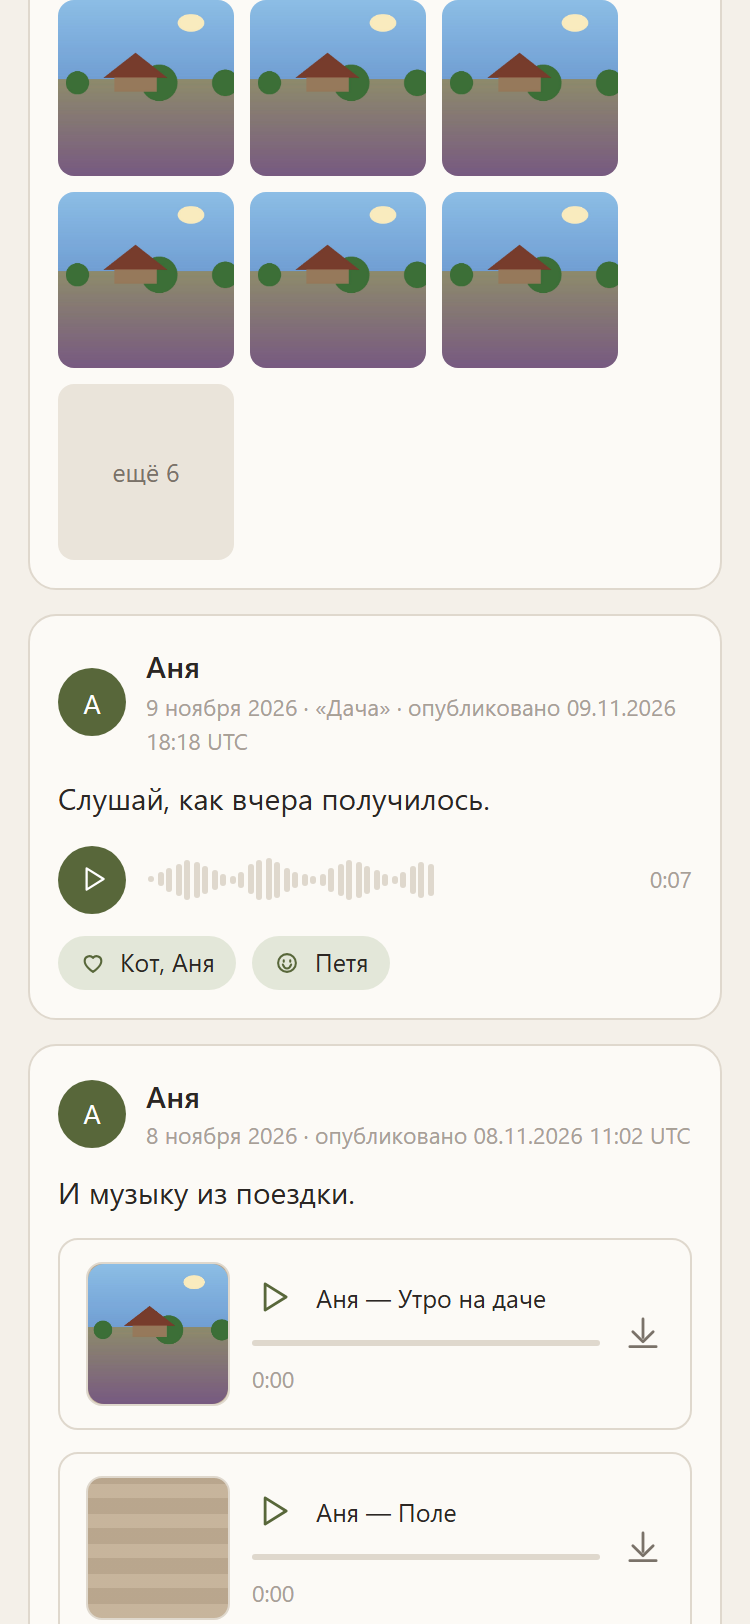 ещё 6
А
Аня
9 ноября 2026 · «Дача» · опубликовано 09.11.2026
18:18 UTC
Слушай, как вчера получилось.
0:07
Кот, Аня
Петя
А
Аня
8 ноября 2026 · опубликовано 08.11.2026 11:02 UTC
И музыку из поездки.
Аня — Утро на даче
0:00
Аня — Поле
0:00